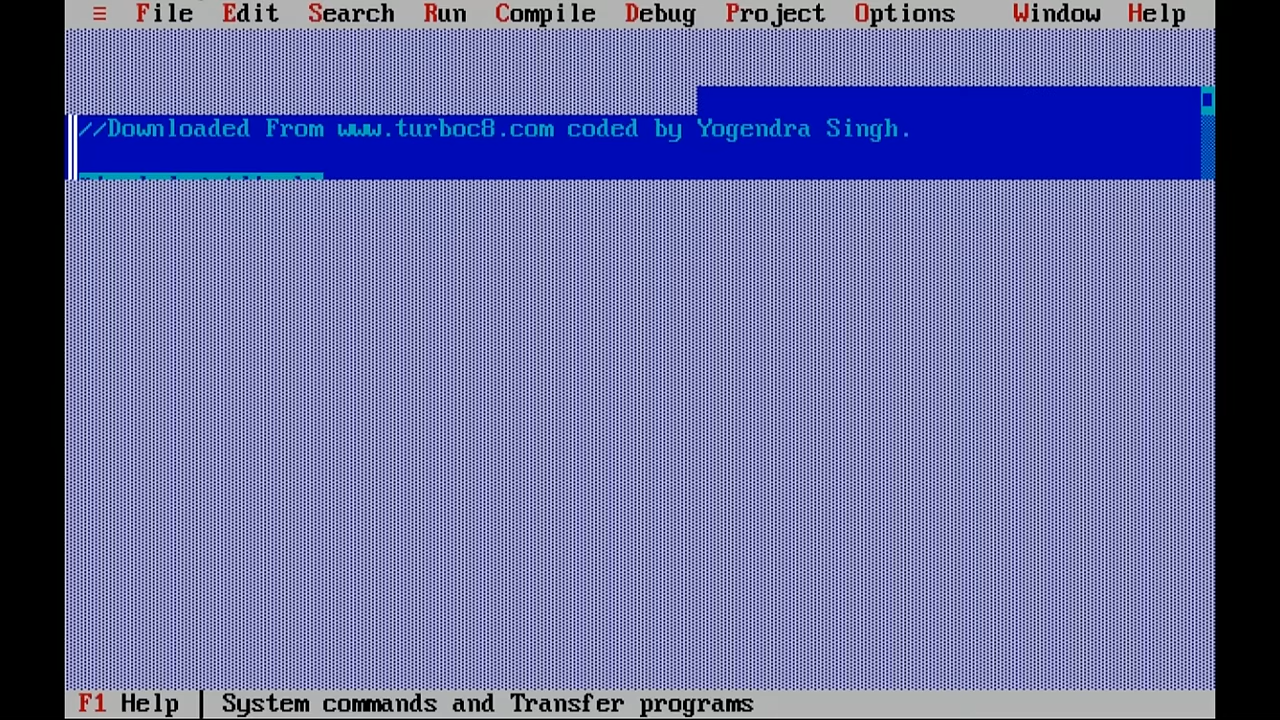 ≡ File Edit Search Run Compile Debug Project Options Window Help
//Downloaded From www.turboc8.com coded by Yogendra Singh.
F1 Help │ System commands and Transfer programs